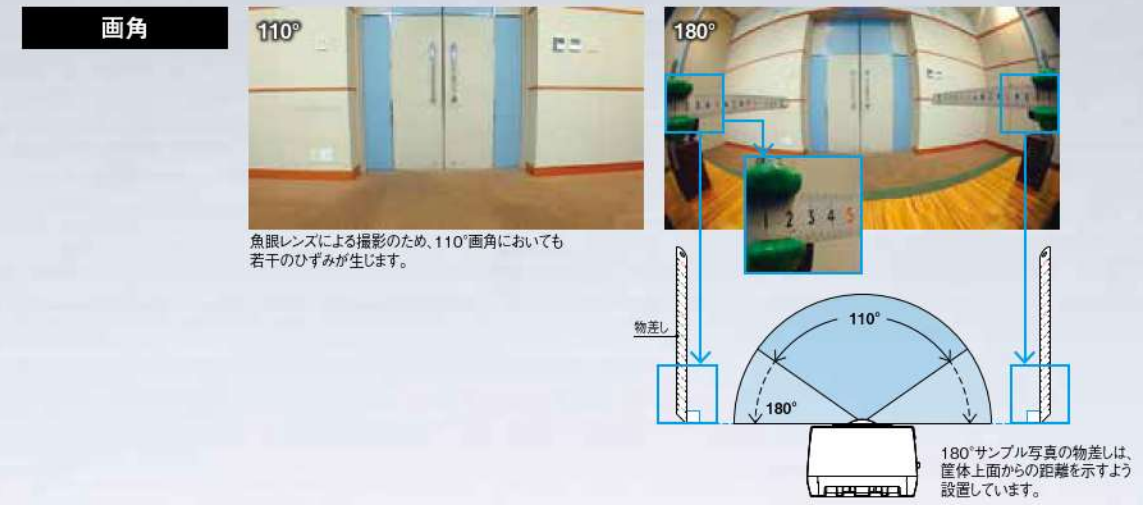 画角
110°
180°
1 2 3 4 5
魚眼レンズによる撮影のため、110°画角においても
若干のひずみが生じます。
物差し
110°
180°
180°サンプル写真の物差しは、
筐体上面からの距離を示すよう
設置しています。